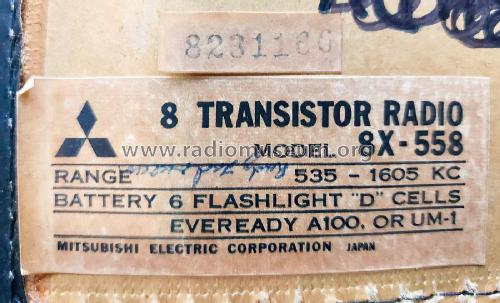 8231166
8 TRANSISTOR RADIO
MODEL 8X-558
www.radiomuseum.org
RANGE 535 - 1605 KC
BATTERY 6 FLASHLIGHT "D" CELLS
EVEREADY A100. OR UM-1
MITSUBISHI ELECTRIC CORPORATION JAPAN